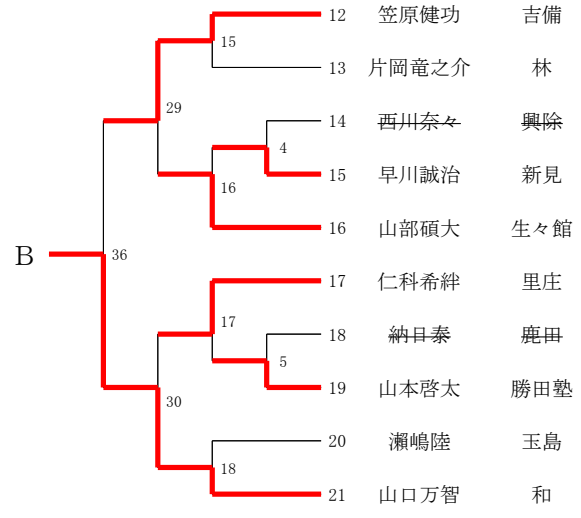 12 笠原健功 吉備
15
13 片岡竜之介 林
29
14 西川奈々 興除
4
15 早川誠治 新見
16
16 山部碩大 生々館
B 36
17 仁科希絆 里庄
17
18 納日泰 鹿田
5
19 山本啓太 勝田塾
30
20 瀬嶋陸 玉島
18
21 山口万智 和